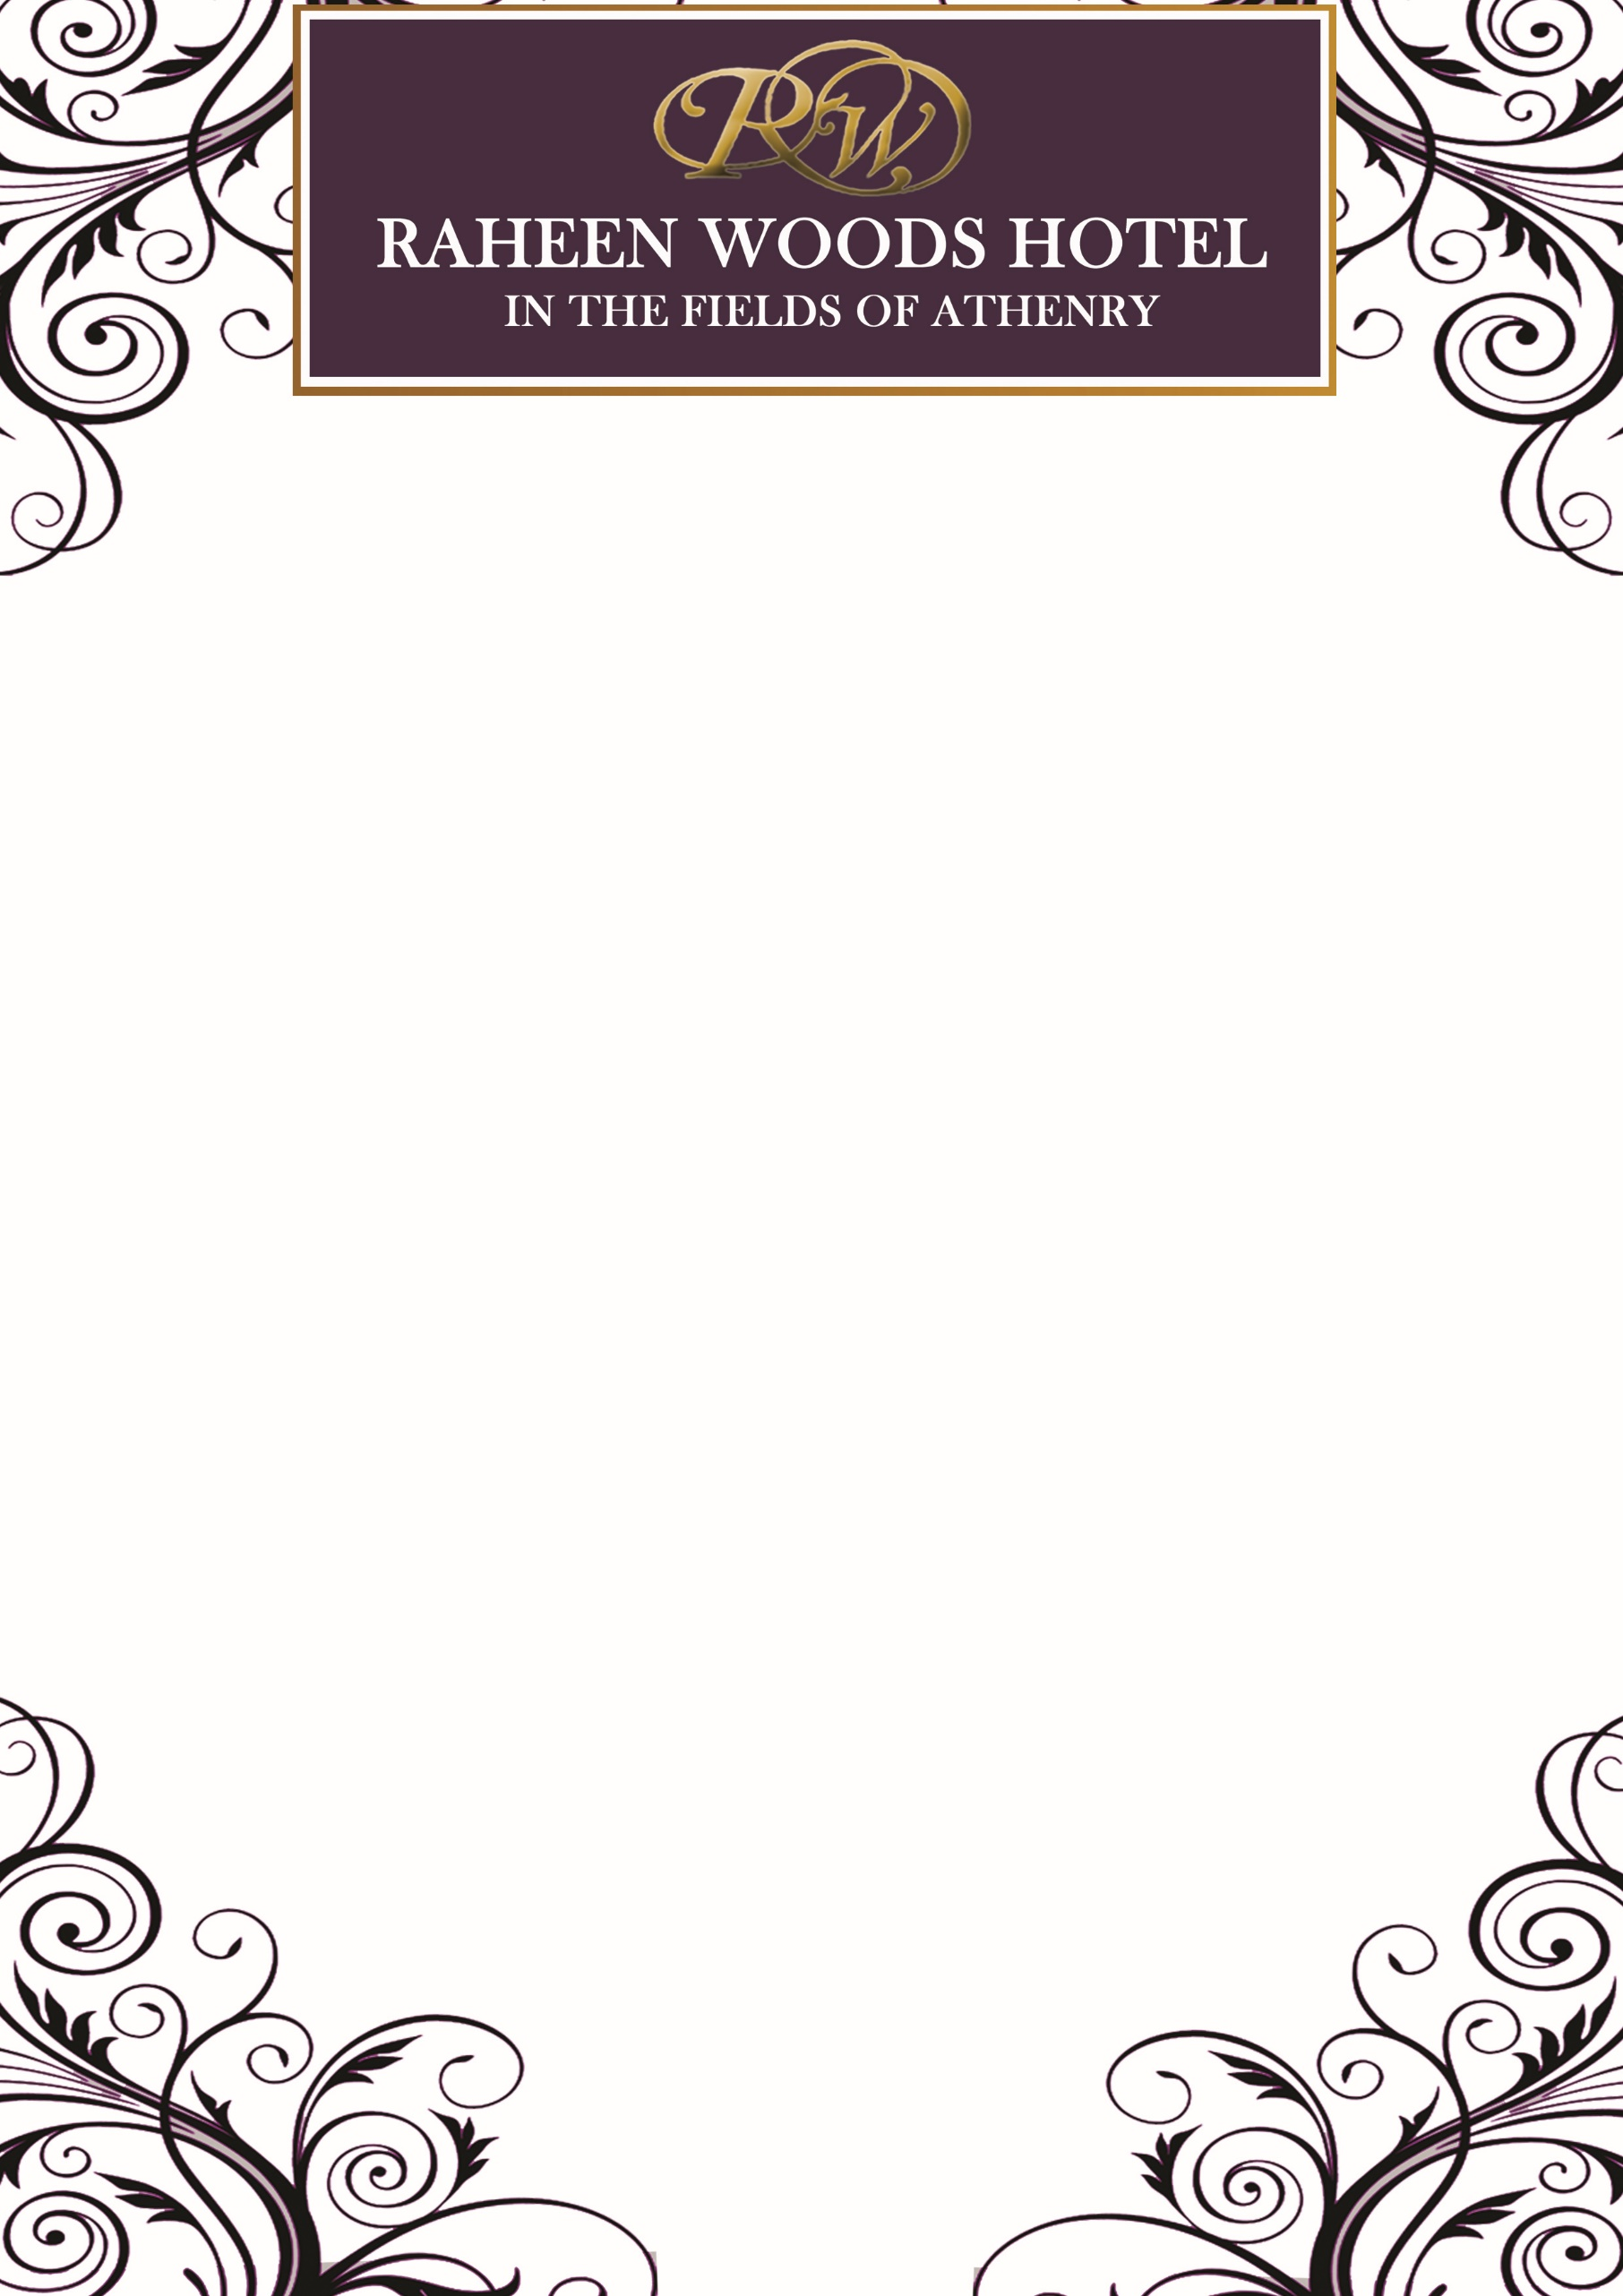 RW
RAHEEN WOODS HOTEL
IN THE FIELDS OF ATHENRY